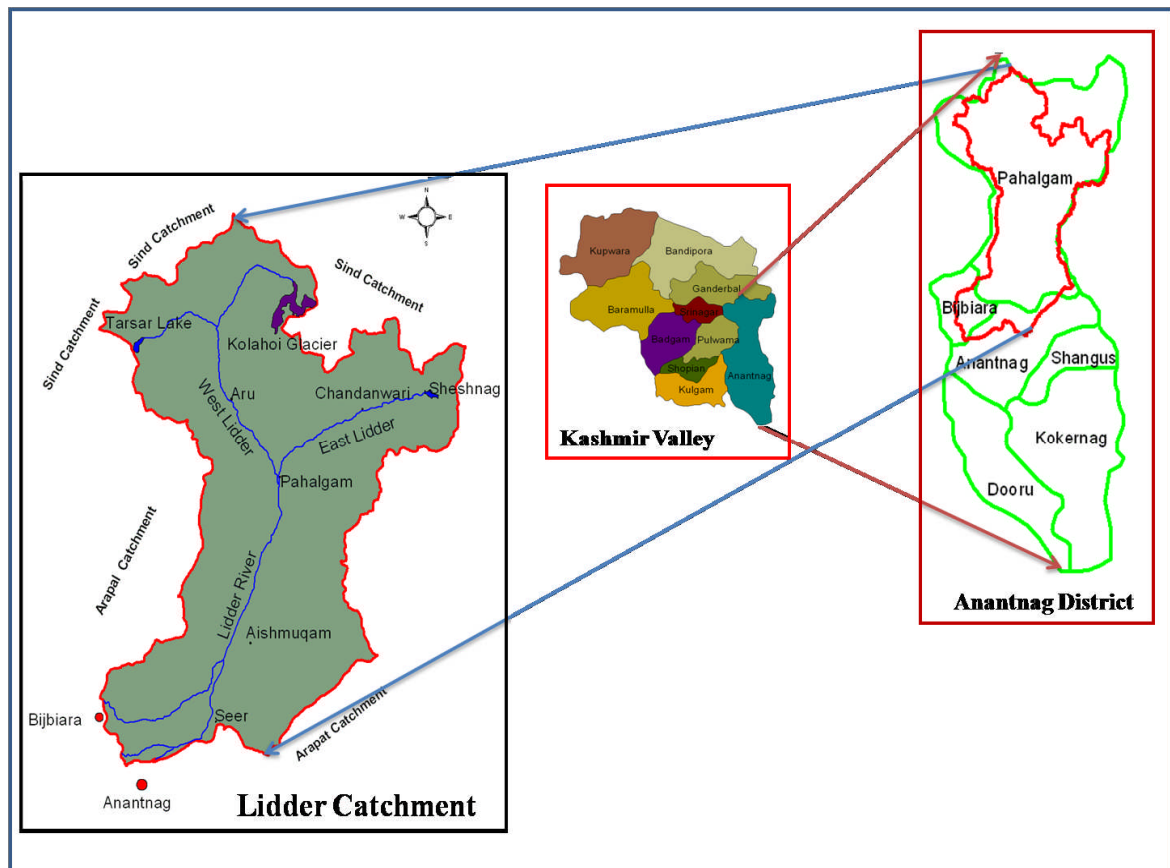 N
W
E
S
Sind Catchment
Sind Catchment
Sind Catchment
Tarsar Lake
Kolahoi Glacier
Aru
Chandanwari
Sheshnag
West Lidder
East Lidder
Pahalgam
Arapal Catchment
Lidder River
Aishmuqam
Seer
Bijbiara
Arapat Catchment
Anantnag
Lidder Catchment
Kupwara
Bandipora
Ganderbal
Baramulla
Srinagar
Badgam
Pulwama
Shopian
Anantnag
Kulgam
Kashmir Valley
Pahalgam
Bijbiara
Anantnag
Shangus
Kokernag
Dooru
Anantnag District